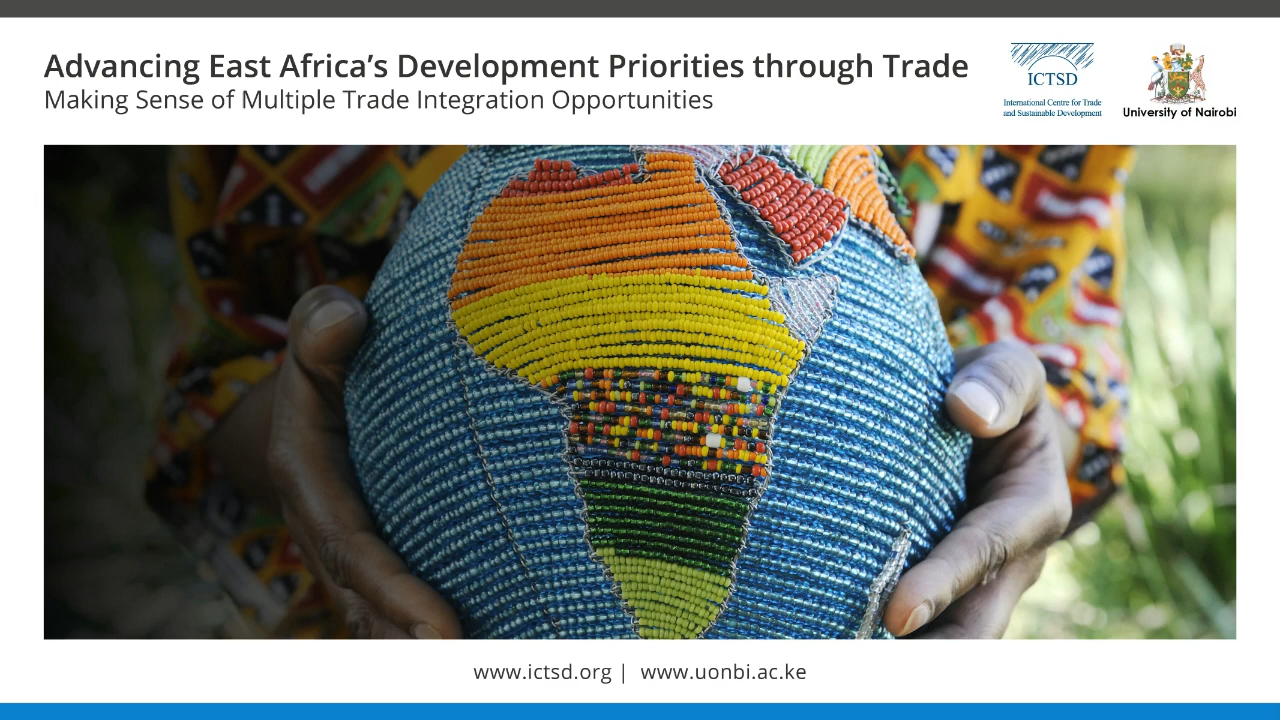 Advancing East Africa’s Development Priorities through Trade
Making Sense of Multiple Trade Integration Opportunities
ICTSD
International Centre for Trade
and Sustainable Development
University of Nairobi
www.ictsd.org | www.uonbi.ac.ke